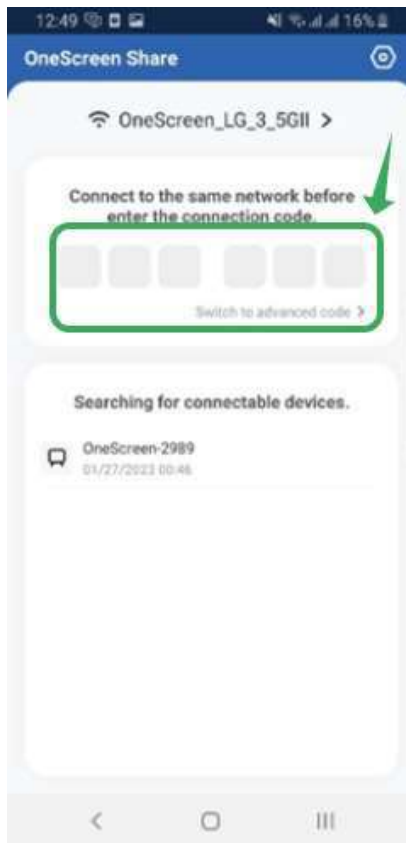 12:49 16%
OneScreen Share
OneScreen_LG_3_5GII >
Connect to the same network before
enter the connection code.
Switch to advanced code >
Searching for connectable devices.
OneScreen-2989
01/27/2023 00:46